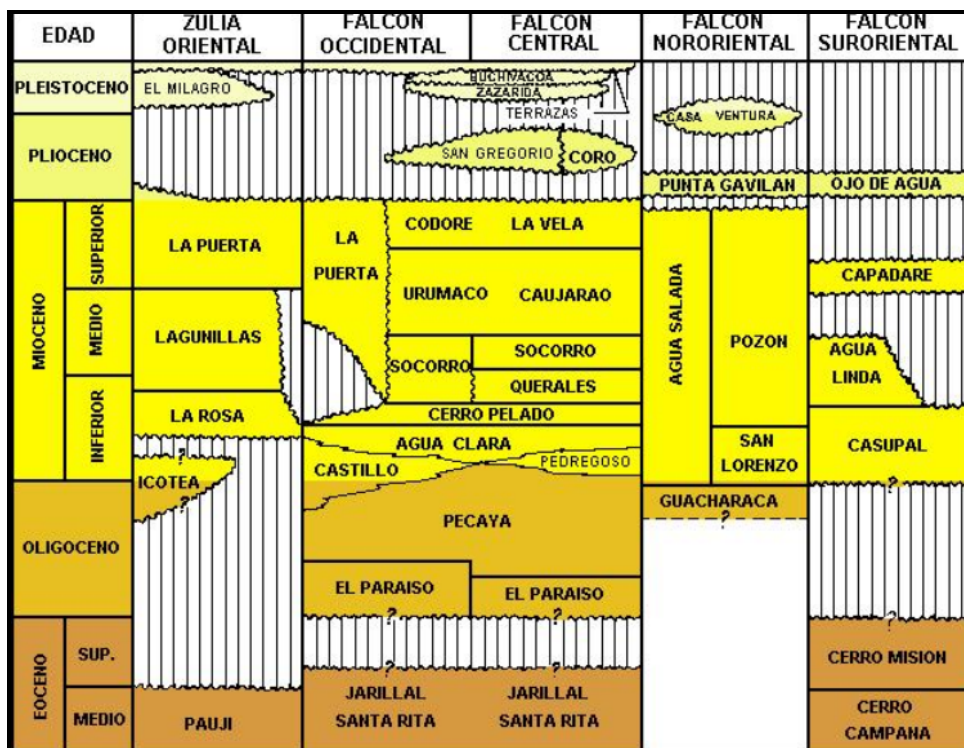 EDAD
ZULIA
ORIENTAL
FALCON
OCCIDENTAL
FALCON
CENTRAL
FALCON
NORORIENTAL
FALCON
SURORIENTAL
PLEISTOCENO
EL MILAGRO
BUCHIVACOA
ZAZARIDA
TERRAZAS
CASA VENTURA
PLIOCENO
SAN GREGORIO
CORO
PUNTA GAVILAN
OJO DE AGUA
MIOCENO
SUPERIOR
LA PUERTA
LA
PUERTA
CODORE
LA VELA
URUMACO
CAUJARAO
CAPADARE
MEDIO
LAGUNILLAS
SOCORRO
SOCORRO
QUERALES
AGUA SALADA
POZON
AGUA
LINDA
INFERIOR
LA ROSA
CERRO PELADO
AGUA CLARA
CASTILLO
PEDREGOSO
SAN
LORENZO
CASUPAL
?
ICOTEA
?
?
OLIGOCENO
PECAYA
GUACHARACA
?
EL PARAISO
EL PARAISO
?
?
?
EOCENO
SUP.
CERRO MISION
?
?
MEDIO
PAUJI
JARILLAL
SANTA RITA
JARILLAL
SANTA RITA
CERRO
CAMPANA